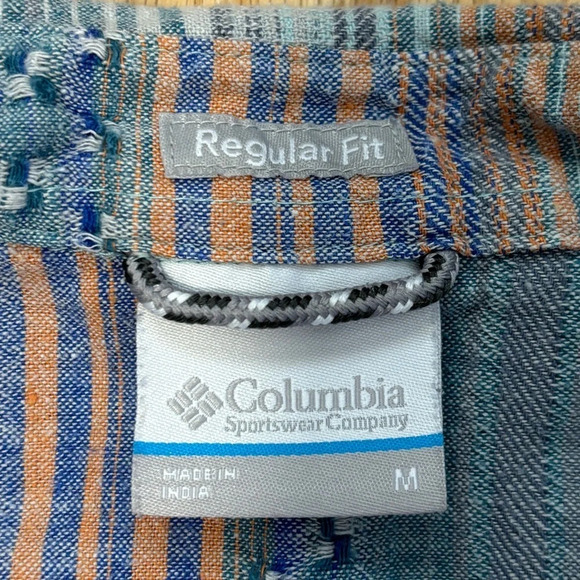 Regular Fit
Columbia
Sportswear Company
MADE IN
INDIA
M